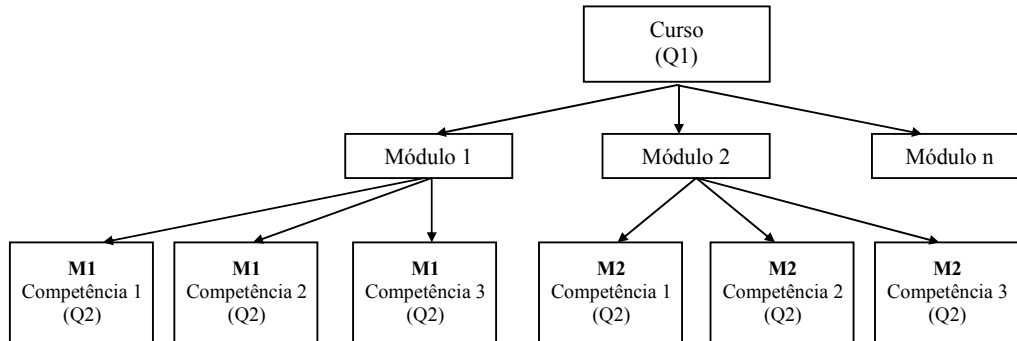 Curso
(Q1)
Módulo 1
Módulo 2
Módulo n
M1
Competência 1
(Q2)
M1
Competência 2
(Q2)
M1
Competência 3
(Q2)
M2
Competência 1
(Q2)
M2
Competência 2
(Q2)
M2
Competência 3
(Q2)